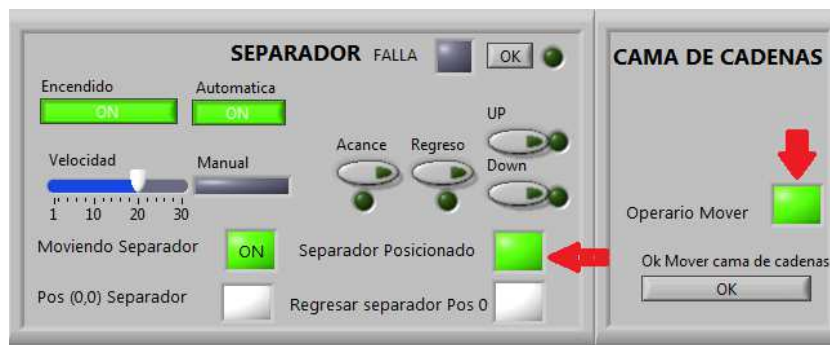 SEPARADOR FALLA OK
Encendido
ON
Automatica
ON
UP
Acance Regreso
Down
Velocidad
1 10 20 30
Manual
Moviendo Separador ON
Separador Posicionado
Pos (0,0) Separador
Regresar separador Pos 0
CAMA DE CADENAS
Operario Mover
Ok Mover cama de cadenas
OK